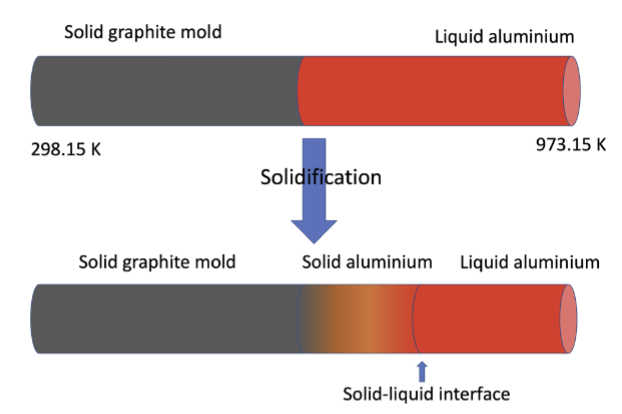 Solid graphite mold
Liquid aluminium
298.15 K
973.15 K
Solidification
Solid graphite mold
Solid aluminium
Liquid aluminium
Solid-liquid interface